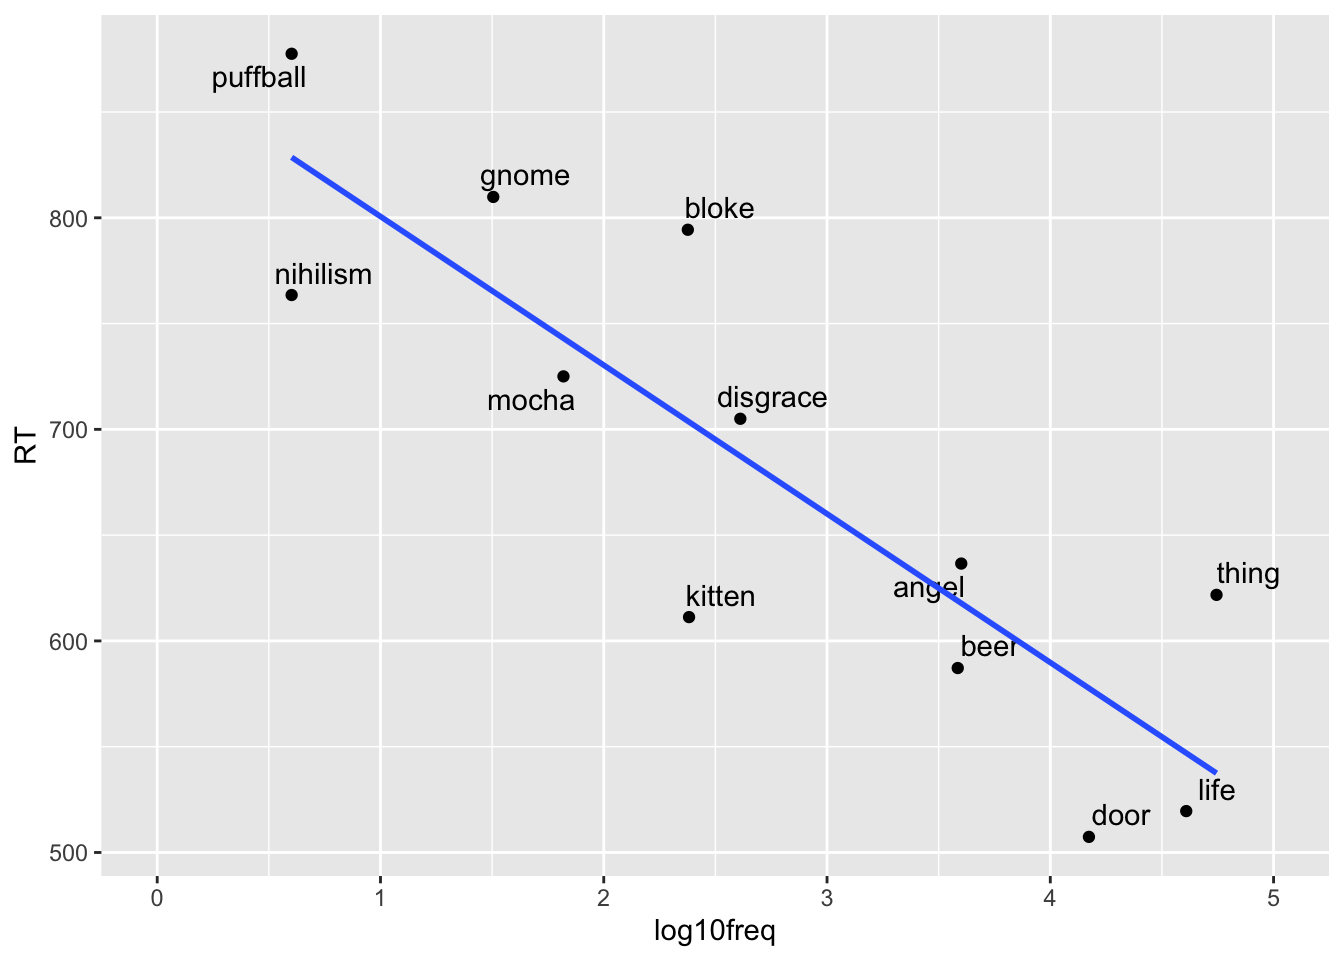 puffball
gnome
bloke
nihilism
mocha
disgrace
kitten
angel
beer
thing
life
door
800
700
600
500
RT
0 1 2 3 4 5
log10freq